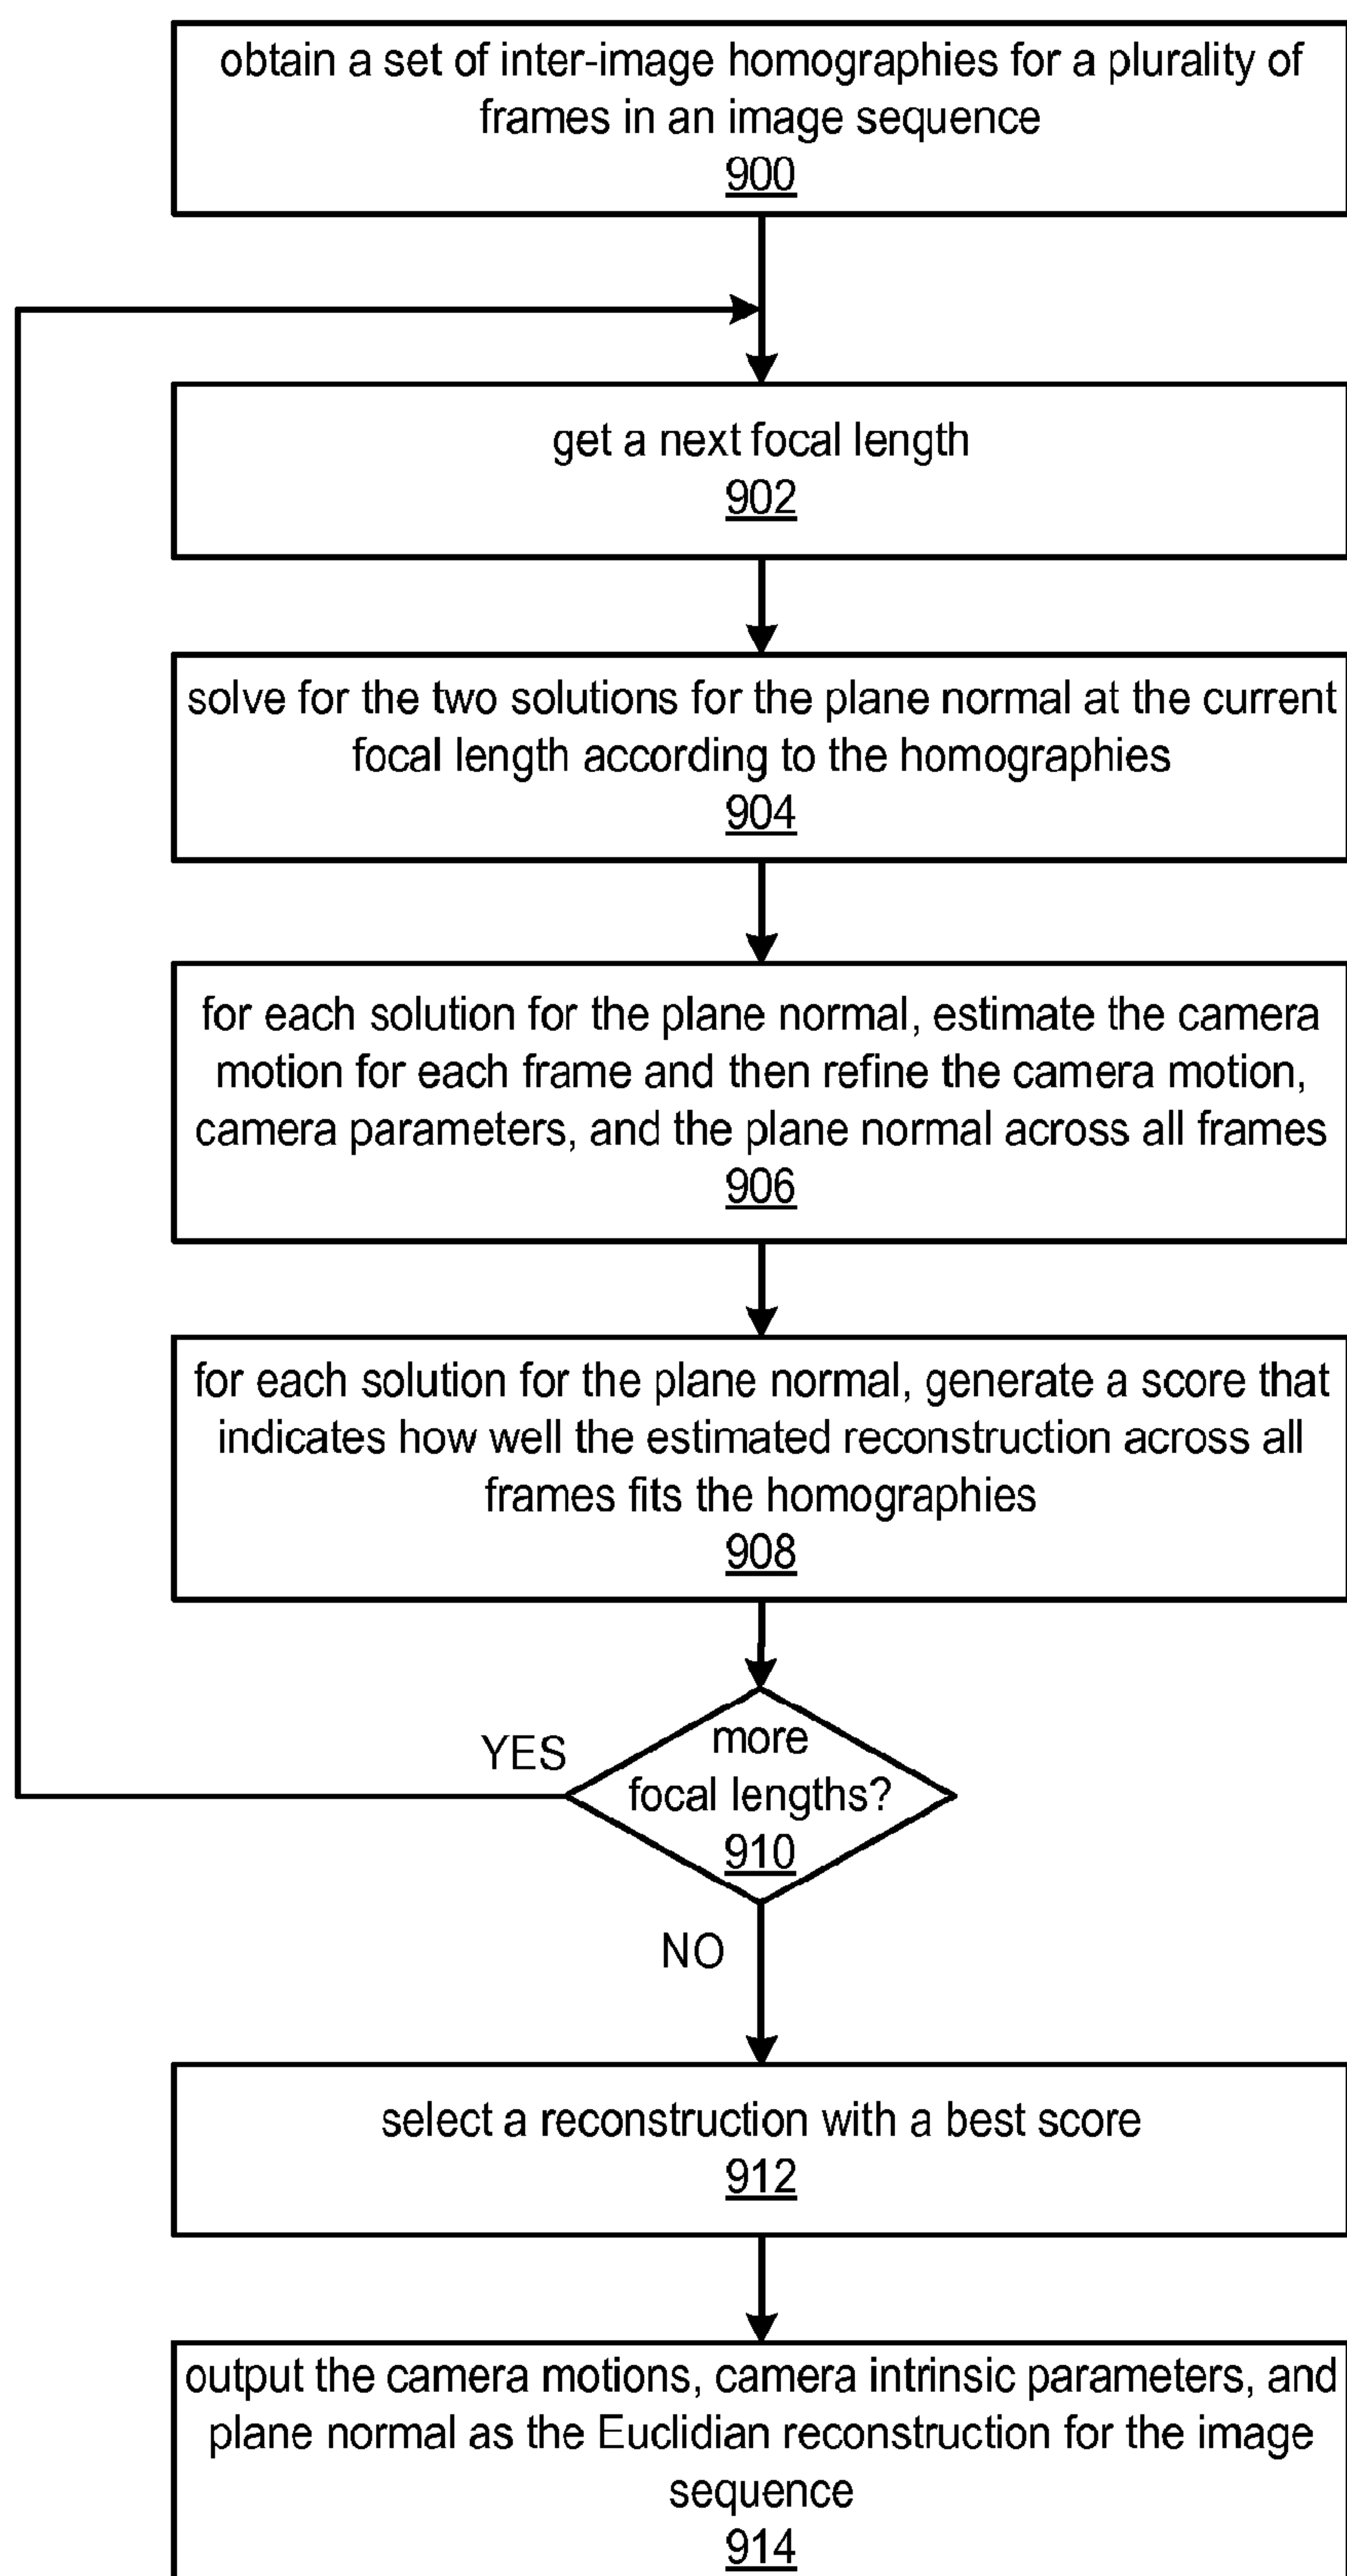 obtain a set of inter-image homographies for a plurality of
frames in an image sequence
900
get a next focal length
902
solve for the two solutions for the plane normal at the current
focal length according to the homographies
904
for each solution for the plane normal, estimate the camera
motion for each frame and then refine the camera motion,
camera parameters, and the plane normal across all frames
906
for each solution for the plane normal, generate a score that
indicates how well the estimated reconstruction across all
frames fits the homographies
908
YES
more
focal lengths?
910
NO
select a reconstruction with a best score
912
output the camera motions, camera intrinsic parameters, and
plane normal as the Euclidian reconstruction for the image
sequence
914